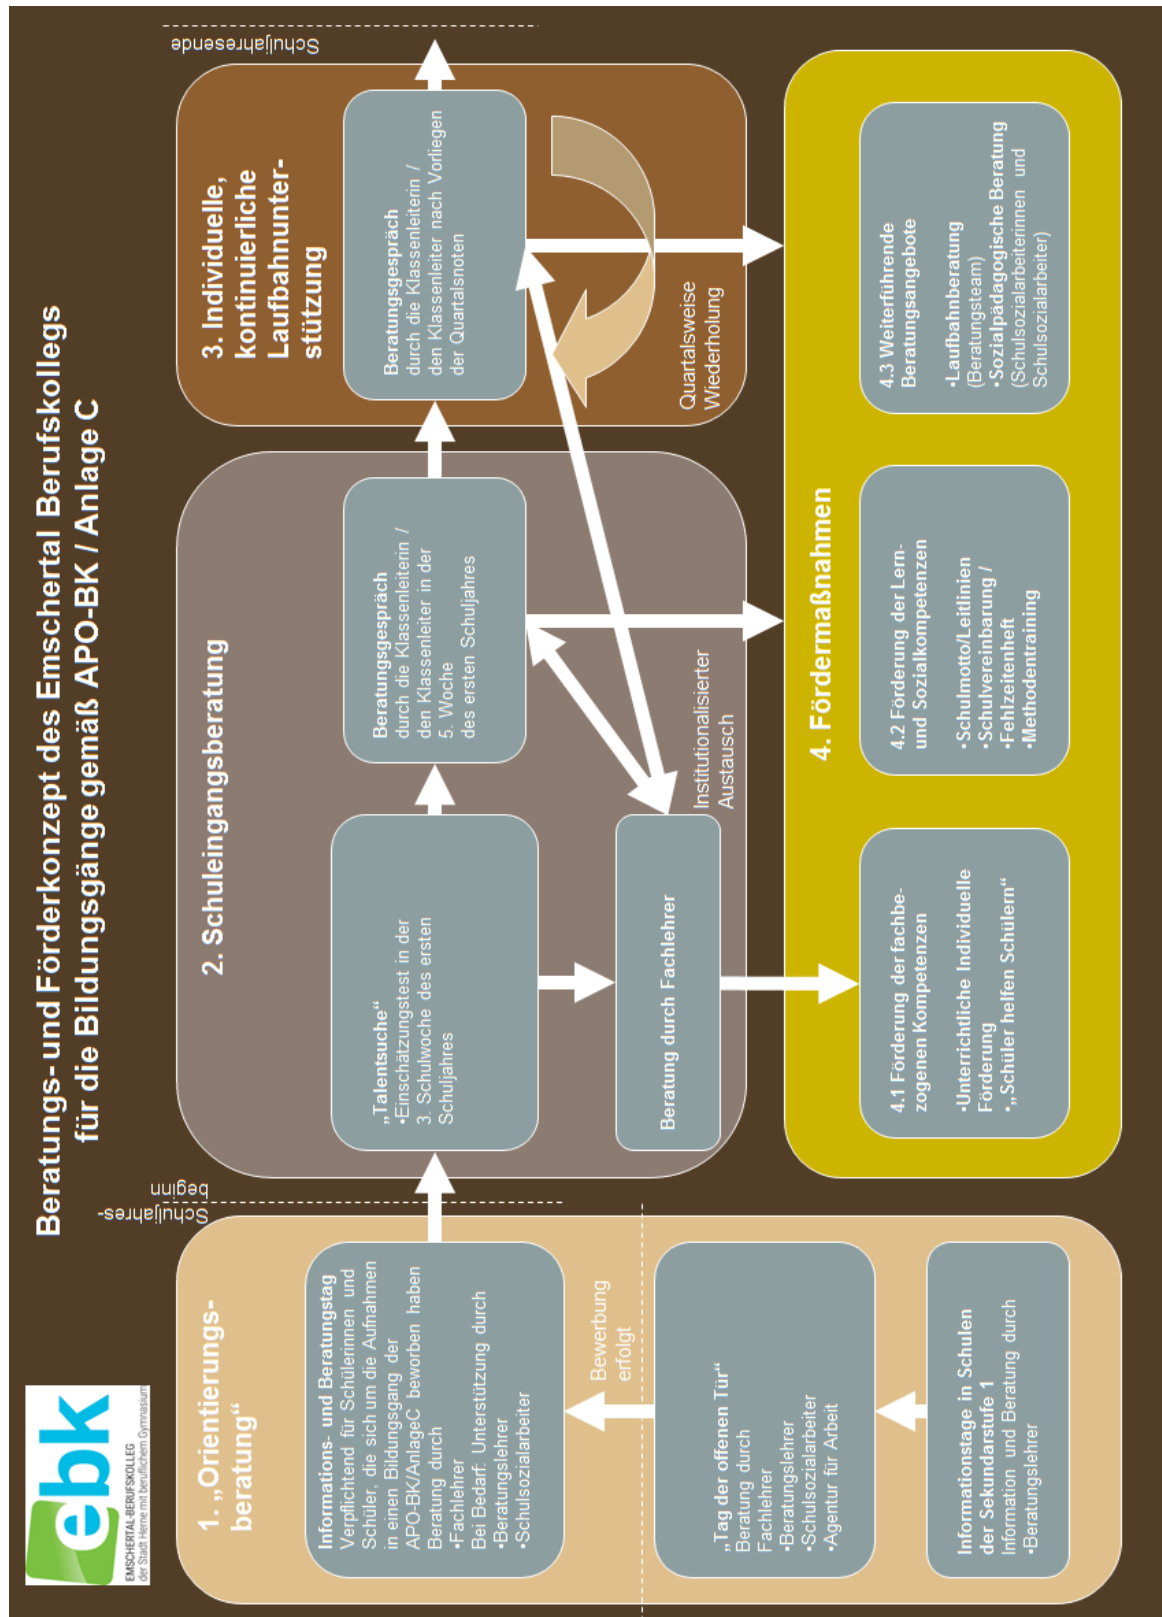 ebk
EMSCHERTAL-BERUFSKOLLEG
der Stadt Herne mit beruflichem Gymnasium
Beratungs- und Förderkonzept des Emschertal Berufskollegs
für die Bildungsgänge gemäß APO-BK / Anlage C
1. „Orientierungs-
beratung“
Informations- und Beratungstag
Verpflichtend für Schülerinnen und
Schüler, die sich um die Aufnahmen
in einen Bildungsgang der
APO-BK/AnlageC beworben haben
Beratung durch
•Fachlehrer
Bei Bedarf: Unterstützung durch
•Beratungslehrer
•Schulsozialarbeiter
Bewerbung
erfolgt
„Tag der offenen Tür“
Beratung durch
Fachlehrer
•Beratungslehrer
•Schulsozialarbeiter
•Agentur für Arbeit
Informationstage in Schulen
der Sekundarstufe 1
Information und Beratung durch
•Beratungslehrer
Schuljahres-
beginn
2. Schuleingangsberatung
„Talentsuche“
•Einschätzungstest in der
3. Schulwoche des ersten
Schuljahres
Beratungsgespräch
durch die Klassenleiterin /
den Klassenleiter in der
5. Woche
des ersten Schuljahres
Beratung durch Fachlehrer
Institutionalisierter
Austausch
3. Individuelle,
kontinuierliche
Laufbahnunter-
stützung
Beratungsgespräch
durch die Klassenleiterin /
den Klassenleiter nach Vorliegen
der Quartalsnoten
Quartalsweise
Wiederholung
Schuljahresende
4. Fördermaßnahmen
4.1 Förderung der fachbe-
zogenen Kompetenzen
•Unterrichtliche Individuelle
Förderung
•„Schüler helfen Schülern“
4.2 Förderung der Lern-
und Sozialkompetenzen
•Schulmotto/Leitlinien
•Schulvereinbarung /
•Fehlzeitenheft
•Methodentraining
4.3 Weiterführende
Beratungsangebote
•Laufbahnberatung
(Beratungsteam)
•Sozialpädagogische Beratung
(Schulsozialarbeiterinnen und
Schulsozialarbeiter)